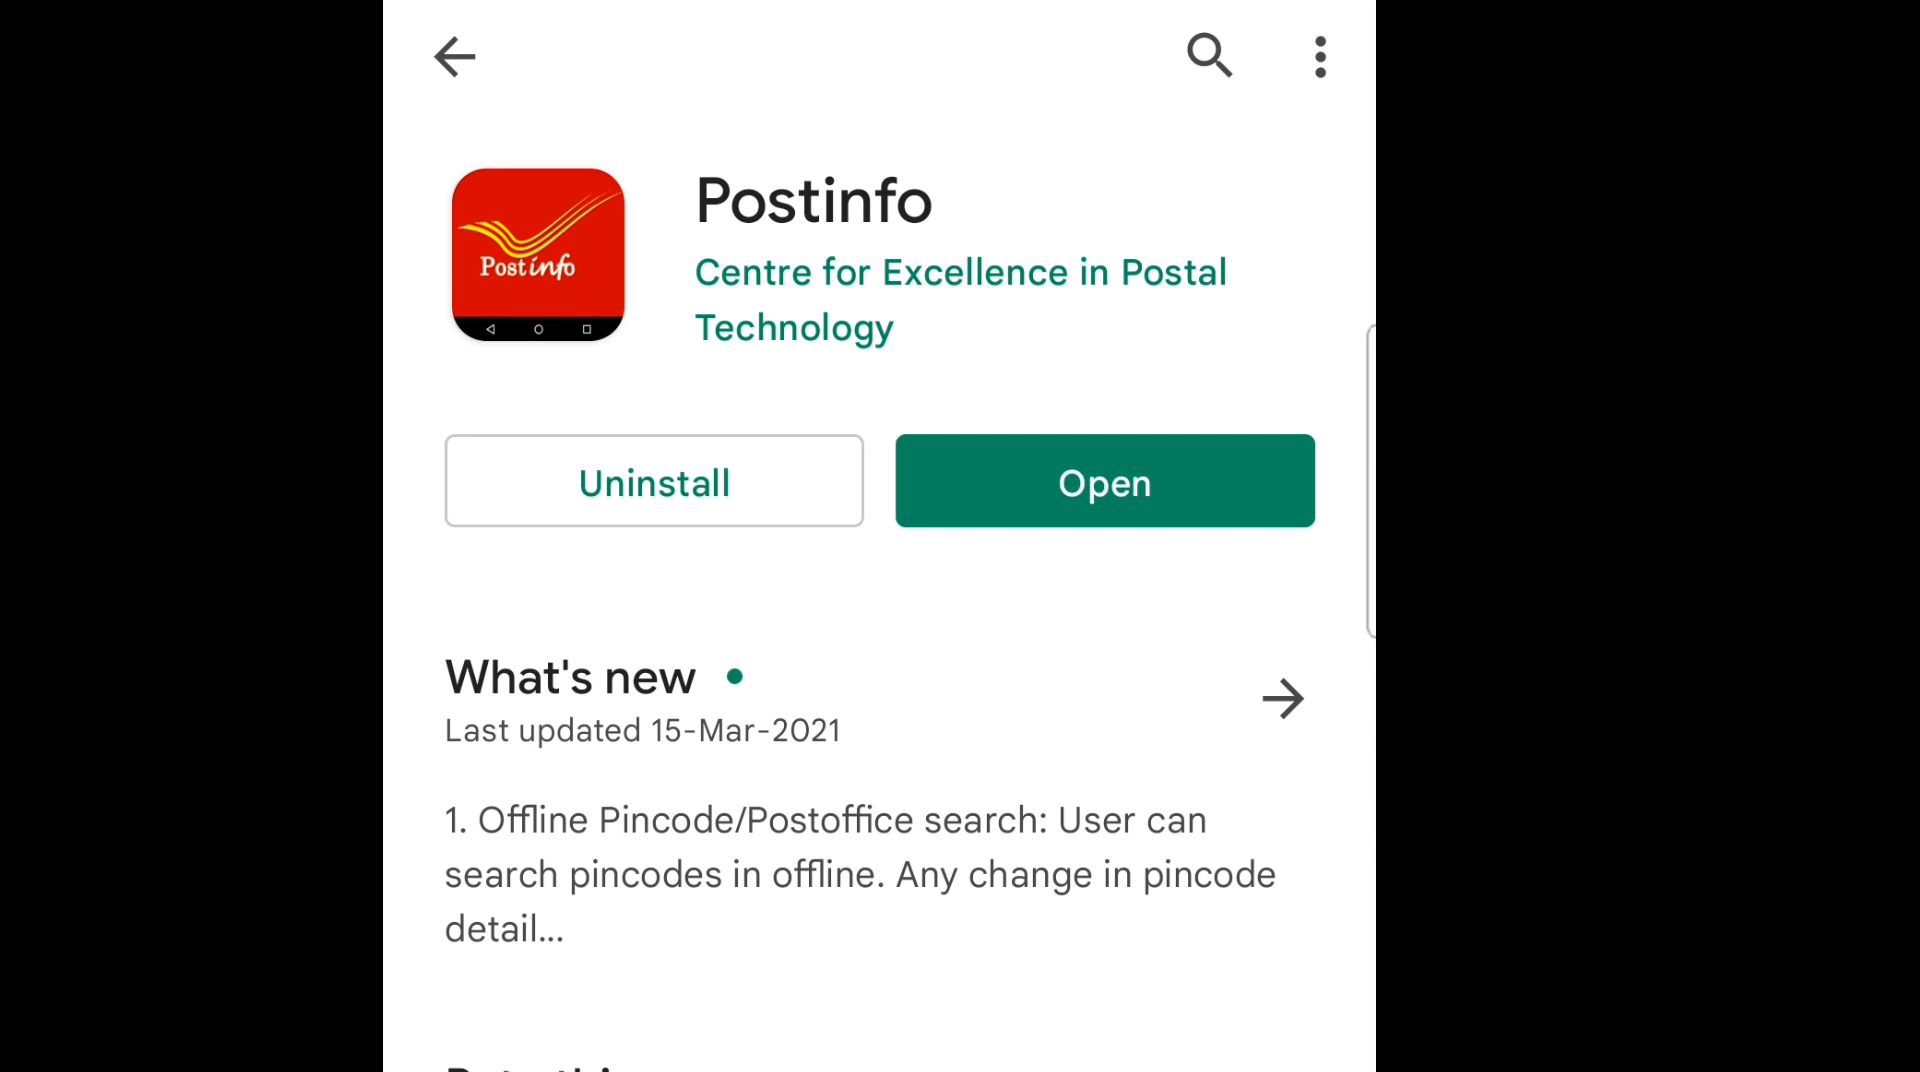 Postinfo
Postinfo
Centre for Excellence in Postal
Technology
Uninstall
Open
What's new
Last updated 15-Mar-2021
1. Offline Pincode/Postoffice search: User can
search pincodes in offline. Any change in pincode
detail...